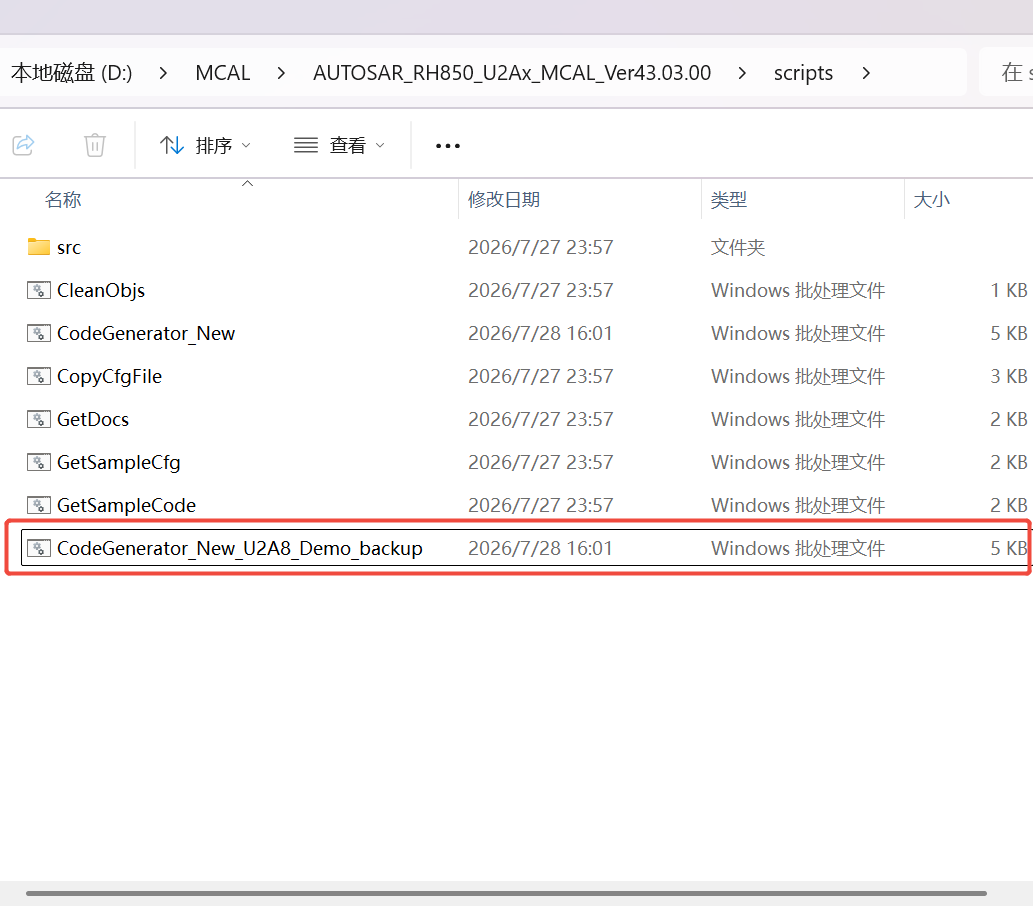 本地磁盘 (D:) > MCAL > AUTOSAR_RH850_U2Ax_MCAL_Ver43.03.00 > scripts > 在 s
排序 查看 •••
名称 修改日期 类型 大小
src 2026/7/27 23:57 文件夹
CleanObjs 2026/7/27 23:57 Windows 批处理文件 1 KB
CodeGenerator_New 2026/7/28 16:01 Windows 批处理文件 5 KB
CopyCfgFile 2026/7/27 23:57 Windows 批处理文件 3 KB
GetDocs 2026/7/27 23:57 Windows 批处理文件 2 KB
GetSampleCfg 2026/7/27 23:57 Windows 批处理文件 2 KB
GetSampleCode 2026/7/27 23:57 Windows 批处理文件 2 KB
CodeGenerator_New_U2A8_Demo_backup 2026/7/28 16:01 Windows 批处理文件 5 KB